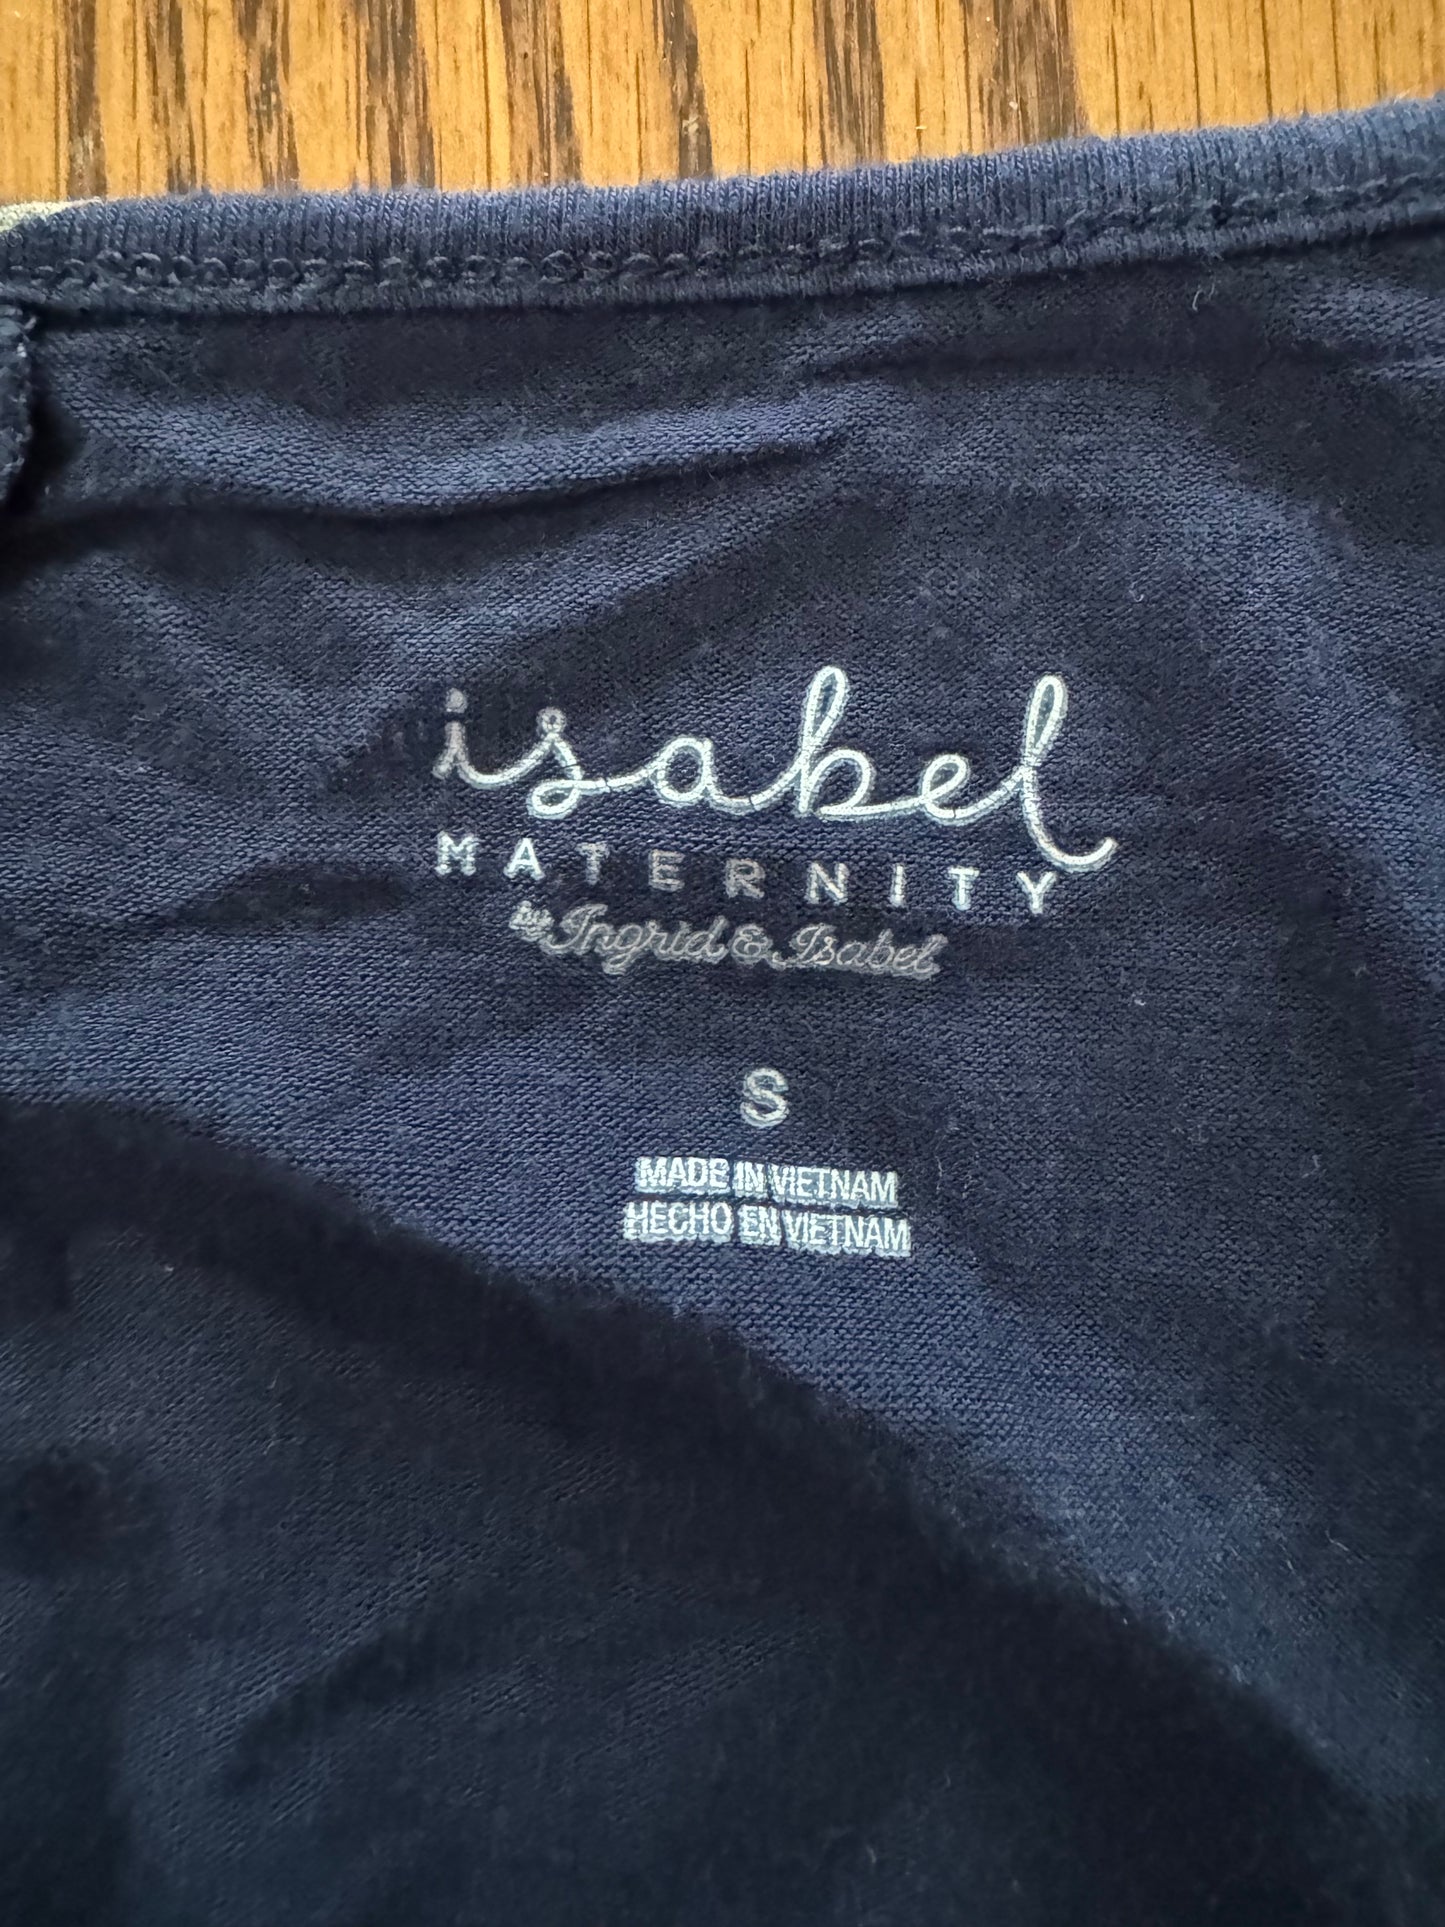 isabel
MATERNITY
by Ingrid & Isabel
S
MADE IN VIETNAM
HECHO EN VIETNAM